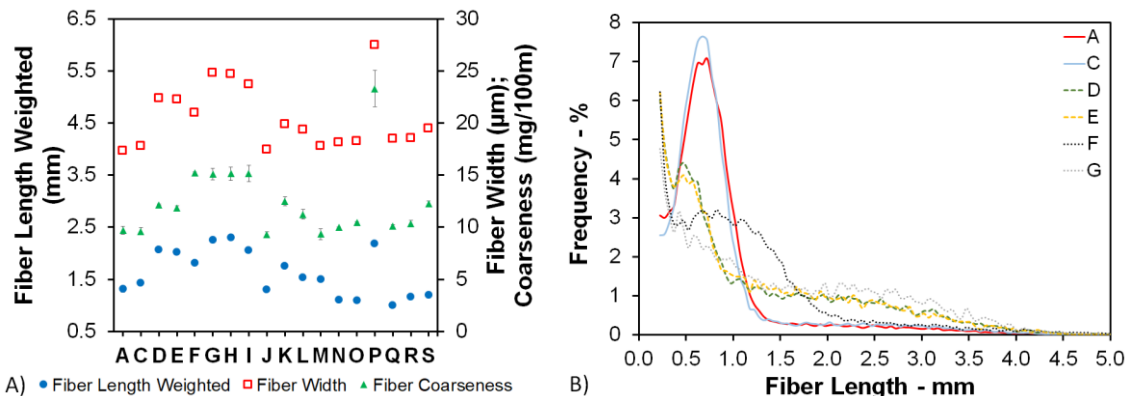 6.5
5.5
4.5
3.5
2.5
1.5
0.5
Fiber Length Weighted
(mm)
30
25
20
15
10
5
0
Fiber Width (µm);
Coarseness (mg/100m)
A C D E F G H I J K L M N O P Q R S
A) Fiber Length Weighted Fiber Width Fiber Coarseness
8
7
6
5
4
3
2
1
0
Frequency - %
A
C
D
E
F
G
0.0 0.5 1.0 1.5 2.0 2.5 3.0 3.5 4.0 4.5 5.0
B) Fiber Length - mm